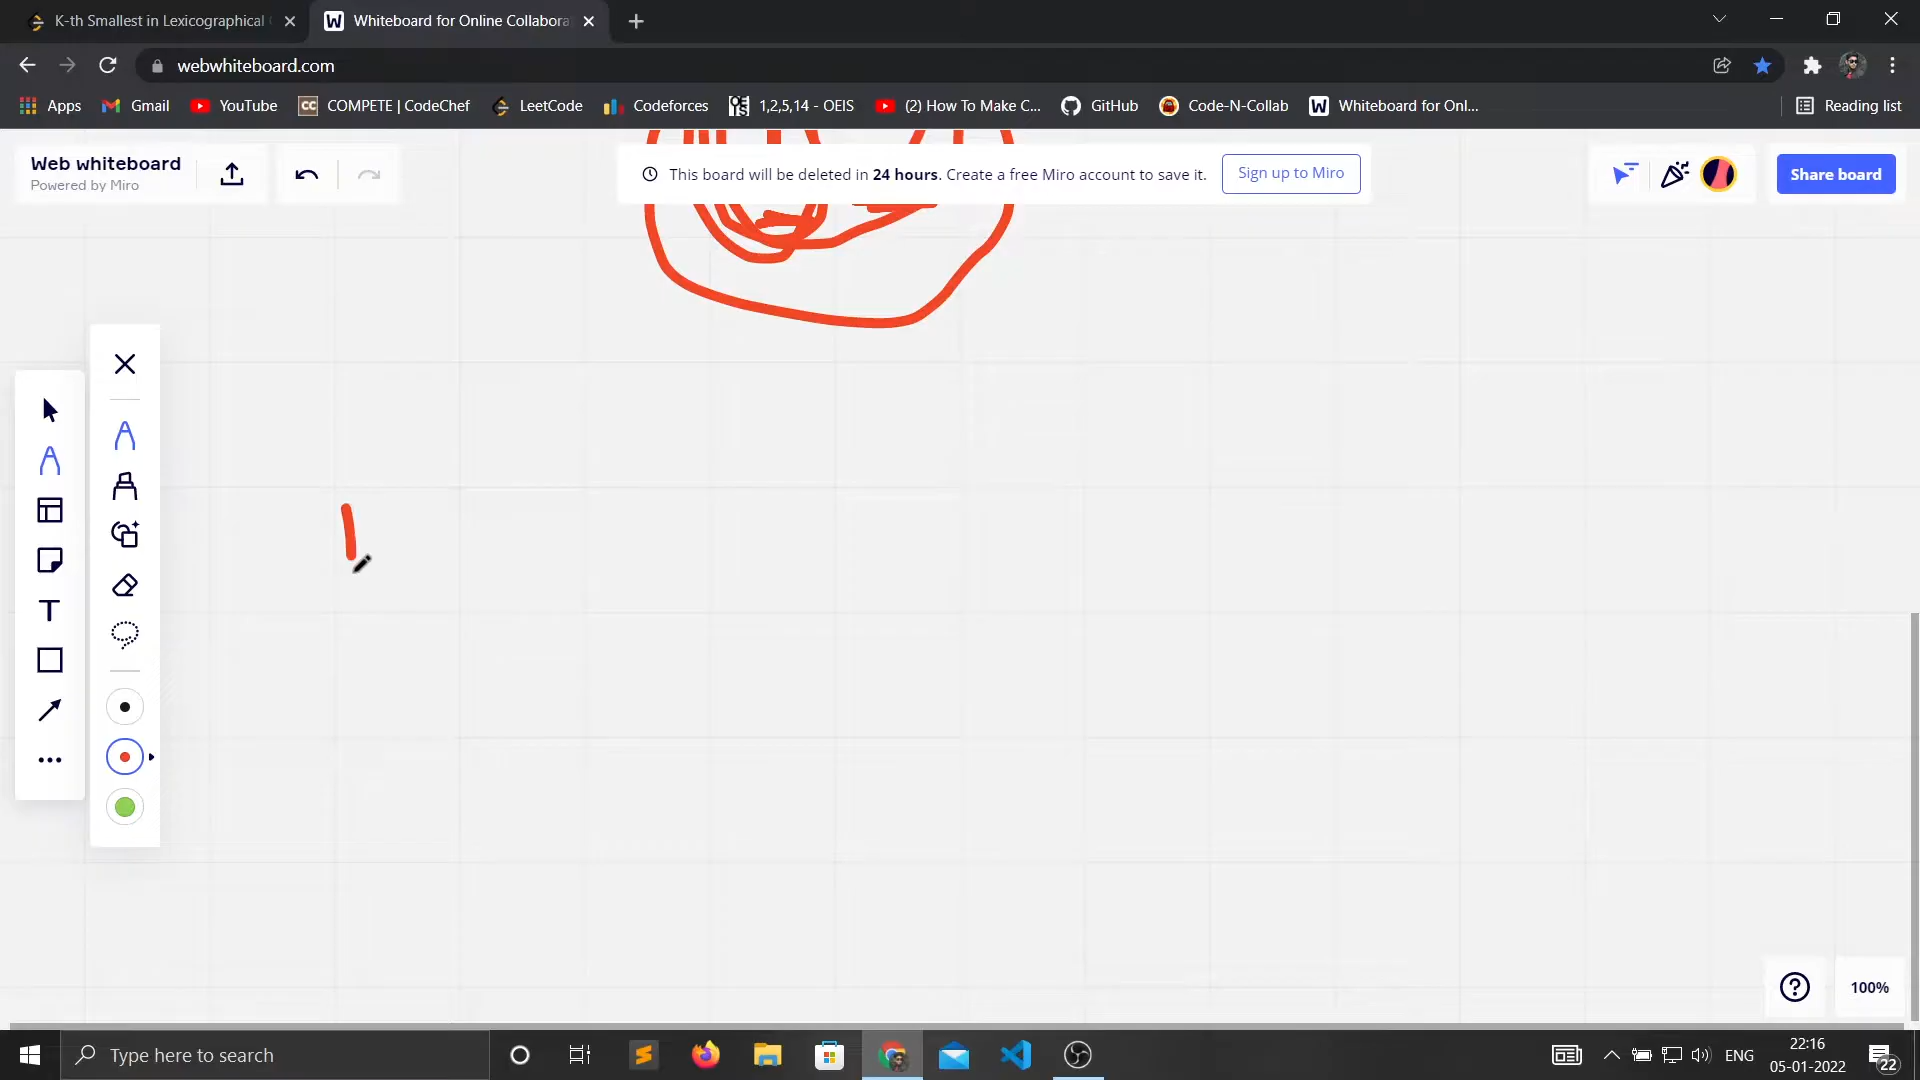 K-th Smallest in Lexicographical
Whiteboard for Online Collabora
webwhiteboard.com
Apps
Gmail
YouTube
CC
COMPETE | CodeChef
LeetCode
Codeforces
1,2,5,14 - OEIS
(2) How To Make C...
GitHub
Code-N-Collab
W
Whiteboard for Onl...
Reading list
Web whiteboard
Powered by Miro
This board will be deleted in 24 hours. Create a free Miro account to save it.
Sign up to Miro
Share board
T
100%
Type here to search
ENG
22:16
05-01-2022
22